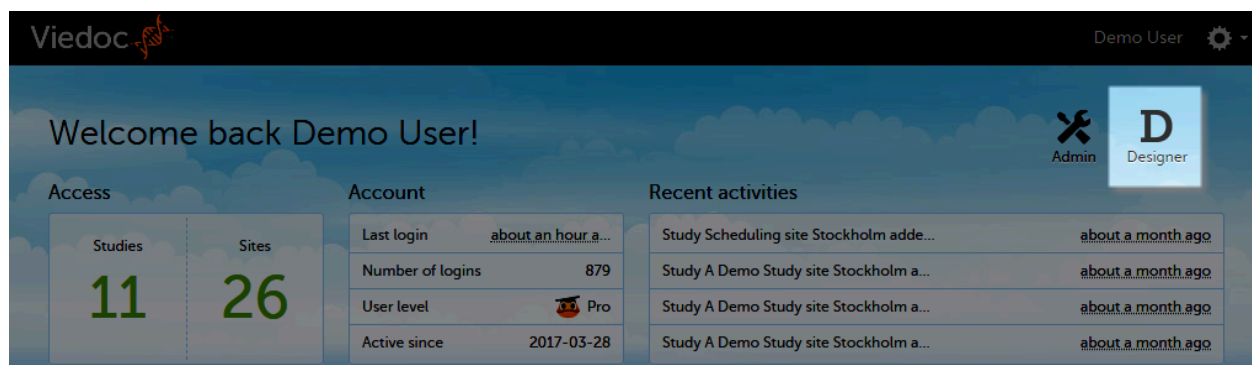 Viedoc
Demo User
Welcome back Demo User!
Admin
D
Designer
Access
Account
Recent activities
Studies
Sites
11
26
Last login about an hour a...
Number of logins 879
User level Pro
Active since 2017-03-28
Study Scheduling site Stockholm adde... about a month ago
Study A Demo Study site Stockholm a... about a month ago
Study A Demo Study site Stockholm a... about a month ago
Study A Demo Study site Stockholm a... about a month ago